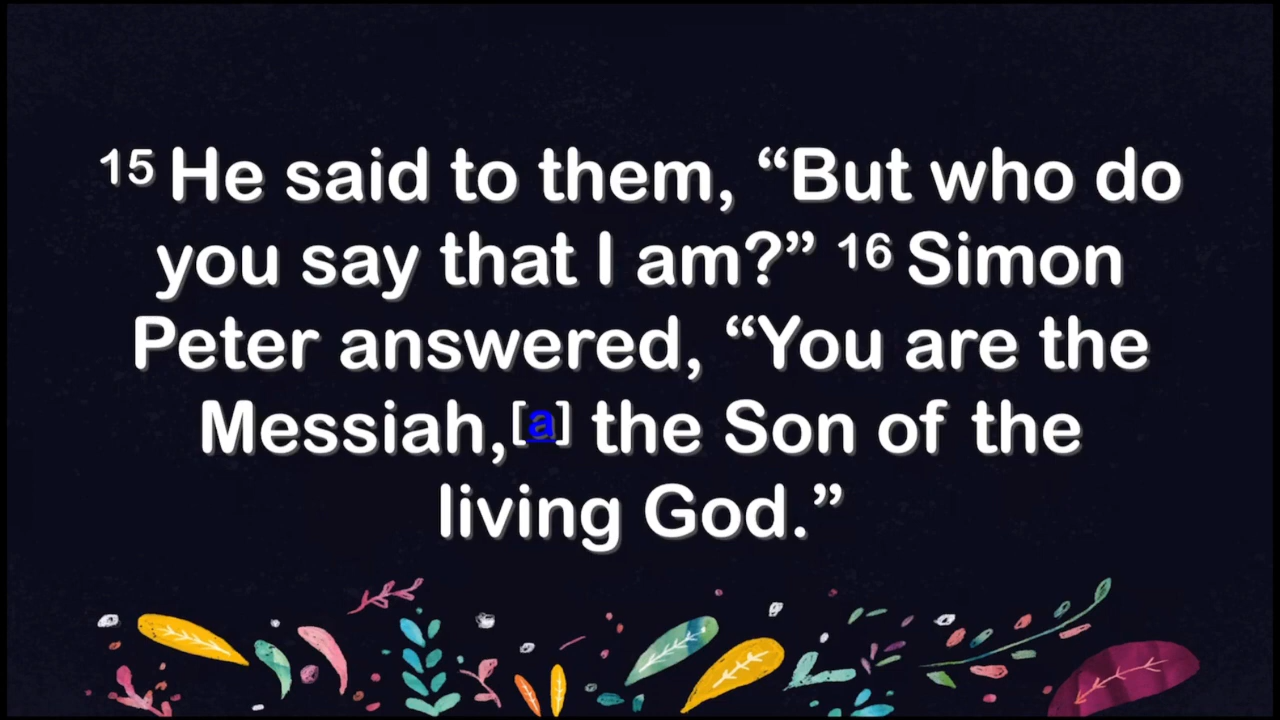 15 He said to them, “But who do
you say that I am?” 16 Simon
Peter answered, “You are the
Messiah,[a] the Son of the
living God.”